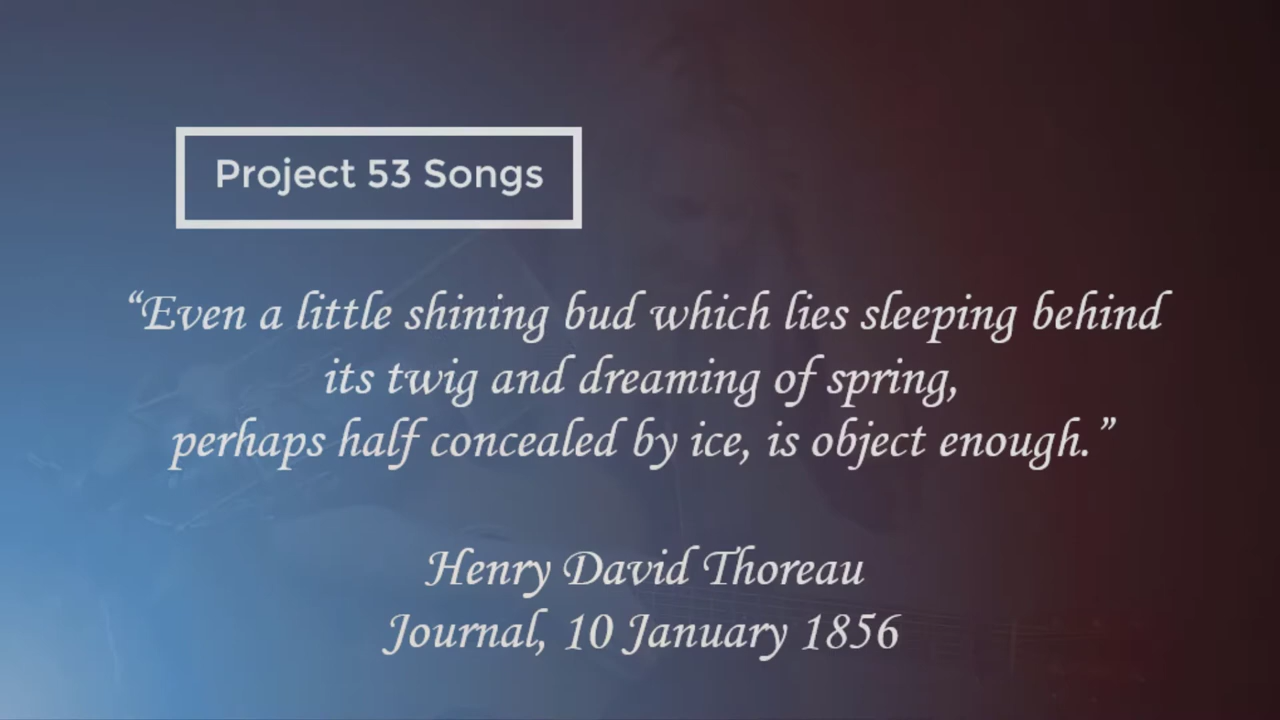 Project 53 Songs
“Even a little shining bud which lies sleeping behind
its twig and dreaming of spring,
perhaps half concealed by ice, is object enough.”
Henry David Thoreau
Journal, 10 January 1856